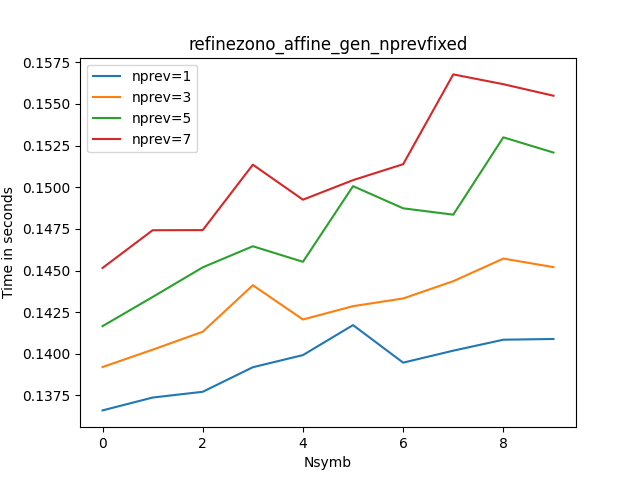 refinezono_affine_gen_nprevfixed
nprev=1
nprev=3
nprev=5
nprev=7
Time in seconds
0.1575
0.1550
0.1525
0.1500
0.1475
0.1450
0.1425
0.1400
0.1375
0 2 4 6 8
Nsymb